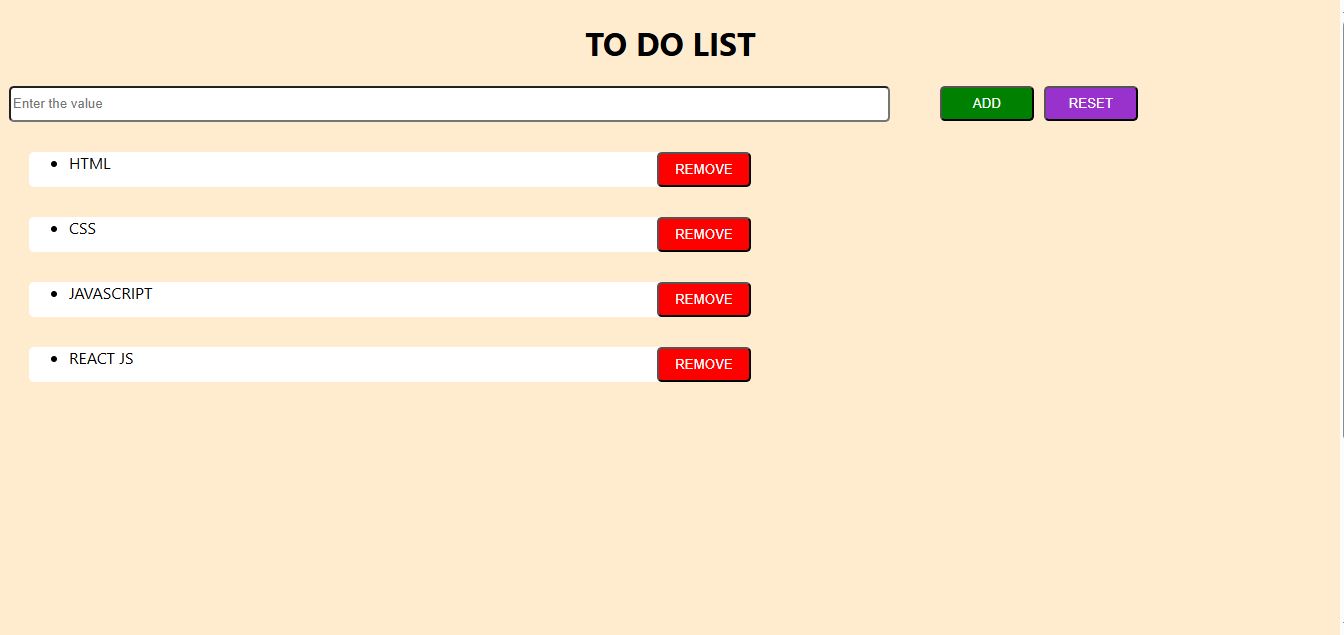 TO DO LIST
Enter the value
ADD
RESET
HTML
REMOVE
CSS
REMOVE
JAVASCRIPT
REMOVE
REACT JS
REMOVE